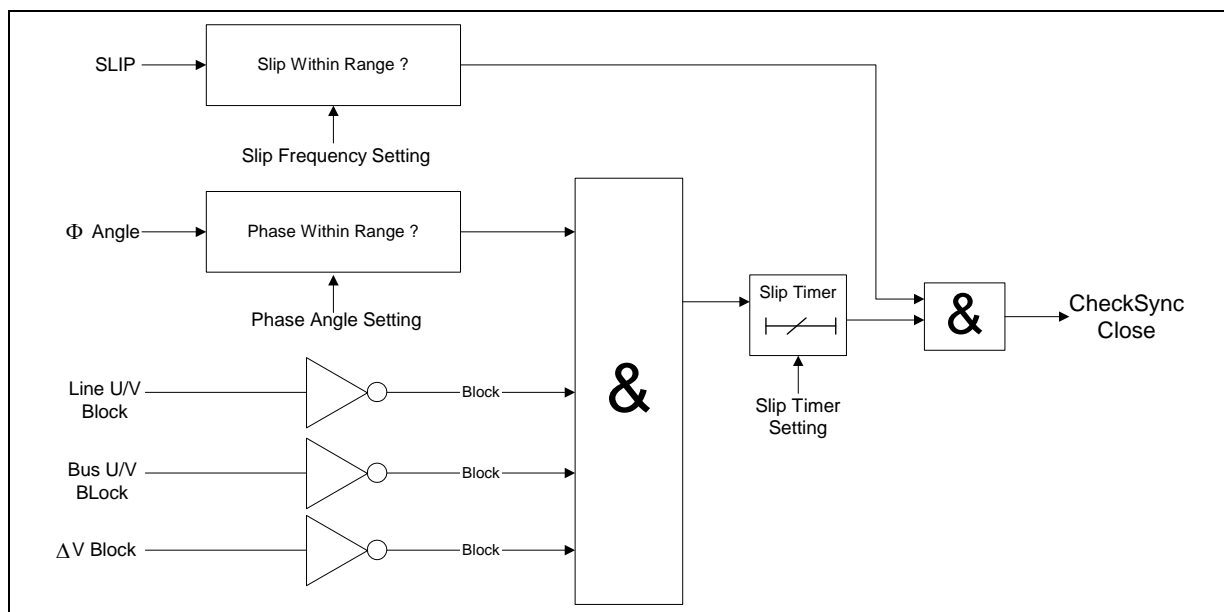 SLIP
Slip Within Range ?
Slip Frequency Setting
Φ Angle
Phase Within Range ?
Phase Angle Setting
Line U/V
Block
Block
Bus U/V
BLock
Block
ΔV Block
Block
&
Slip Timer
Slip Timer
Setting
&
CheckSync
Close